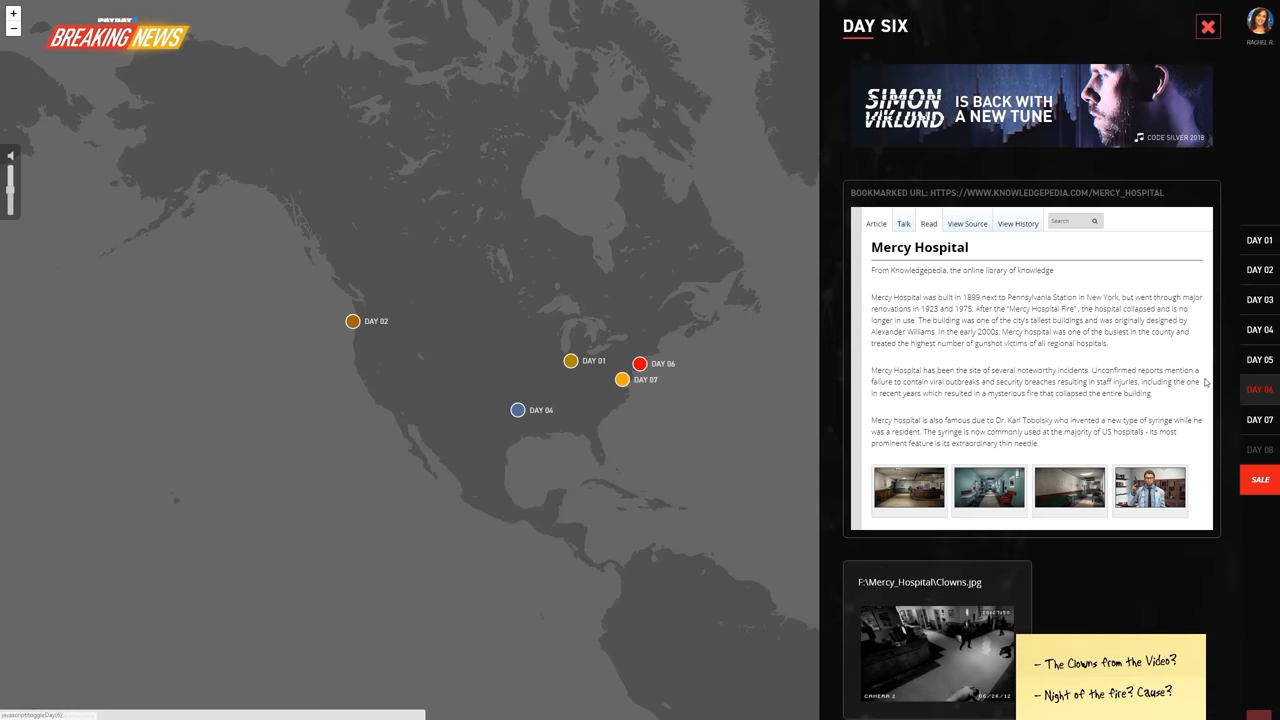 +
−
PAYDAY
BREAKING NEWS
DAY 02
DAY 01
DAY 06
DAY 07
DAY 04
DAY SIX
RACHEL R.
SIMON VIKLUND
IS BACK WITH
A NEW TUNE
CODE SILVER 2018
BOOKMARKED URL: HTTPS://WWW.KNOWLEDGEPEDIA.COM/MERCY_HOSPITAL
Article Talk Read View Source View History Search
Mercy Hospital
From Knowledgepedia, the online library of knowledge
Mercy Hospital was built in 1899 next to Pennsylvania Station in New York, but went through major
renovations in 1923 and 1975. After the "Mercy Hospital Fire" , the hospital collapsed and is no
longer in use. The building was one of the city's tallest buildings and was originally designed by
Alexander Williams. In the early 2000s, Mercy hospital was one of the busiest in the county and
treated the highest number of gunshot victims of all regional hospitals.
Mercy Hospital has been the site of several noteworthy incidents. Unconfirmed reports mention a
failure to contain viral outbreaks and security breaches resulting in staff injuries, including the one
in recent years which resulted in a mysterious fire that collapsed the entire building.
Mercy hospital is also famous due to Dr. Karl Tobolsky who invented a new type of syringe while he
was a resident. The syringe is now commonly used at the majority of US hospitals - its most
prominent feature is its extraordinary thin needle.
F:\Mercy_Hospital\Clowns.jpg
CAMERA 2
06/26/12
- The Clowns from the Video?
- Night of the fire? Cause?
DAY 01
DAY 02
DAY 03
DAY 04
DAY 05
DAY 06
DAY 07
DAY 08
SALE
javascript:toggleDay(6);